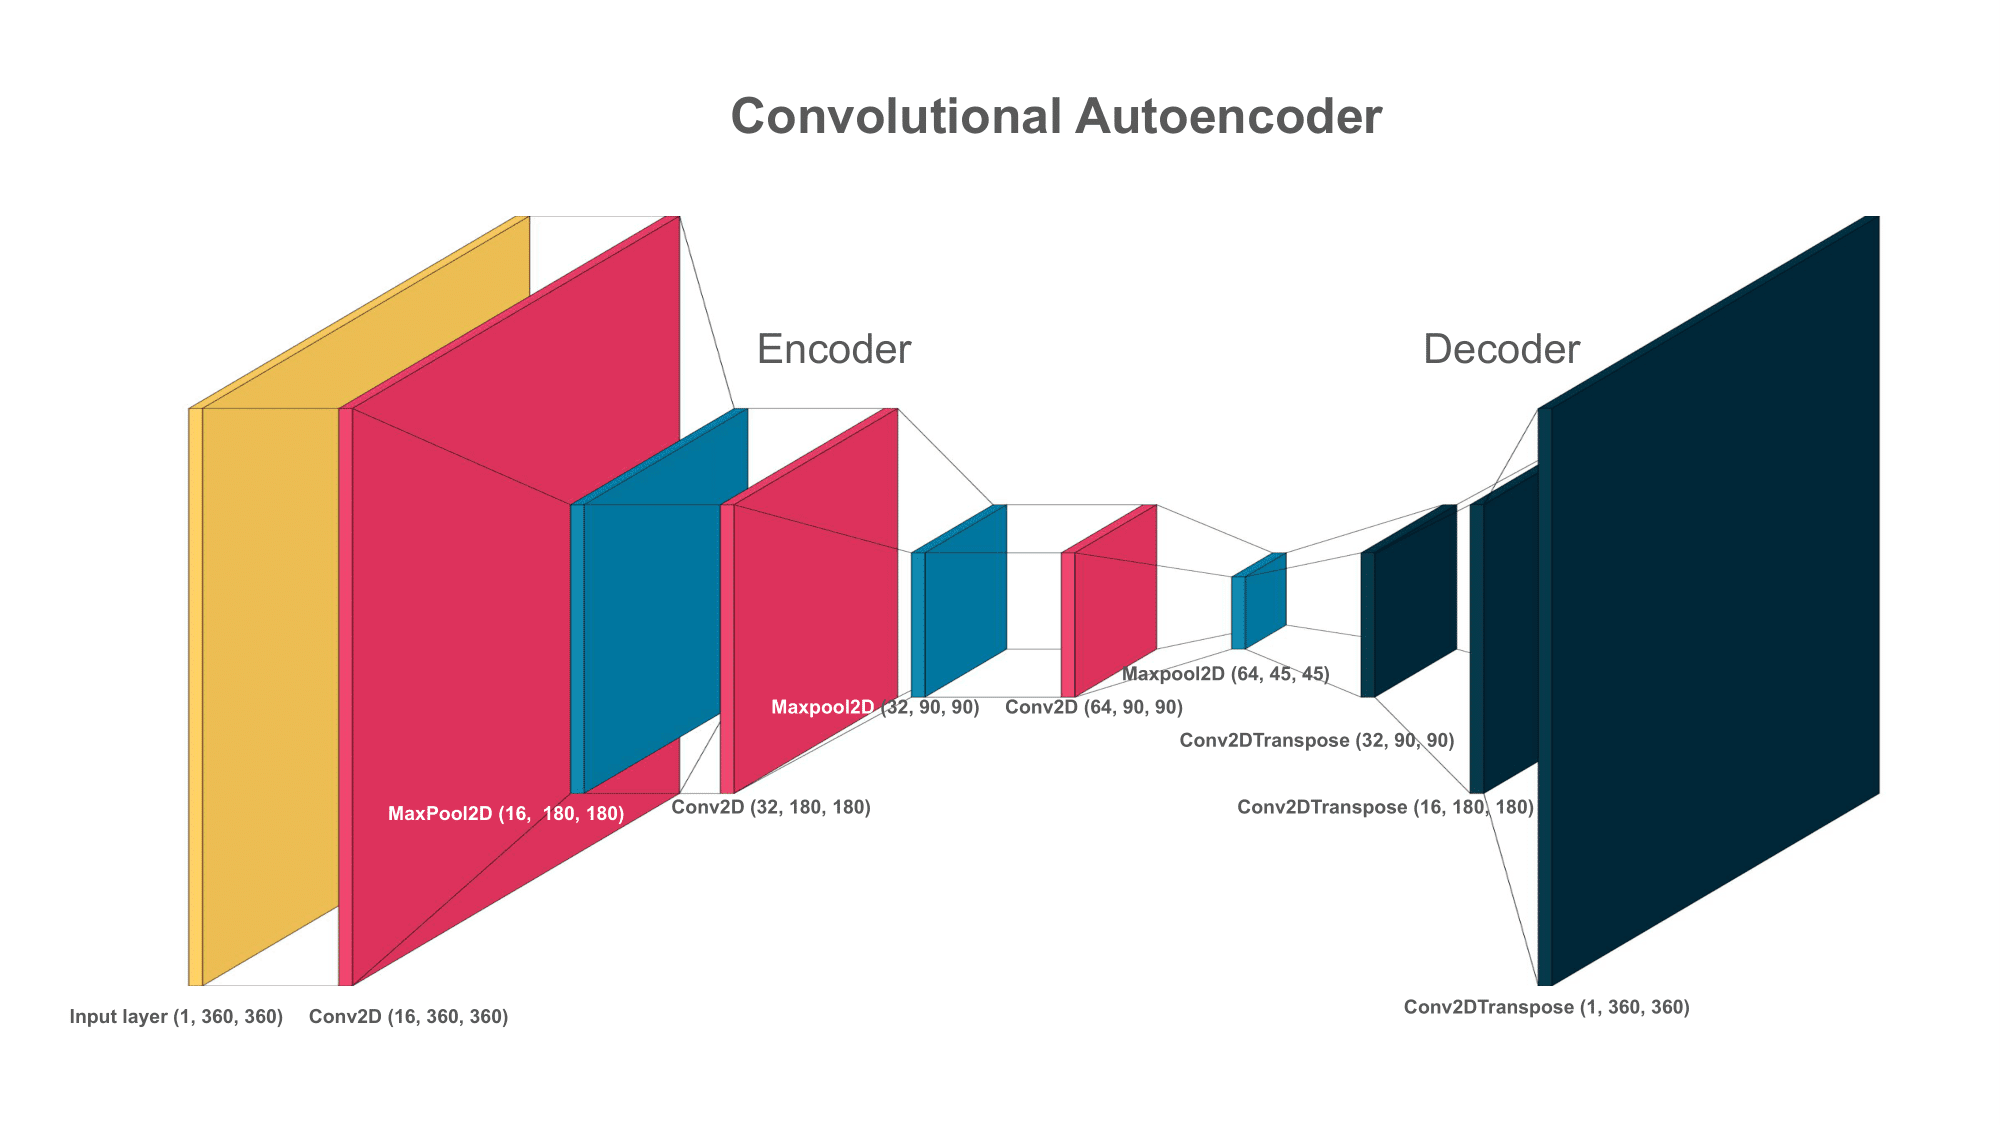 Convolutional Autoencoder
Encoder
Decoder
Maxpool2D (64, 45, 45)
Maxpool2D (32, 90, 90)
Conv2D (64, 90, 90)
Conv2DTranspose (32, 90, 90)
MaxPool2D (16, 180, 180)
Conv2D (32, 180, 180)
Conv2DTranspose (16, 180, 180)
Input layer (1, 360, 360)
Conv2D (16, 360, 360)
Conv2DTranspose (1, 360, 360)